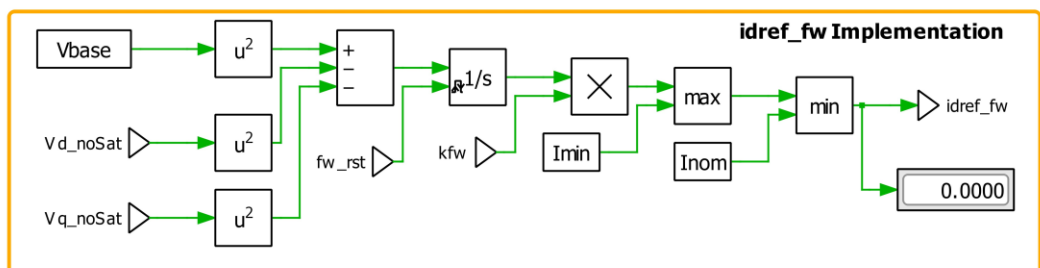 idref_fw Implementation
Vbase
u²
+
−
−
1/s
×
max
min
idref_fw
Vd_noSat
u²
fw_rst
kfw
Imin
Inom
0.0000
Vq_noSat
u²